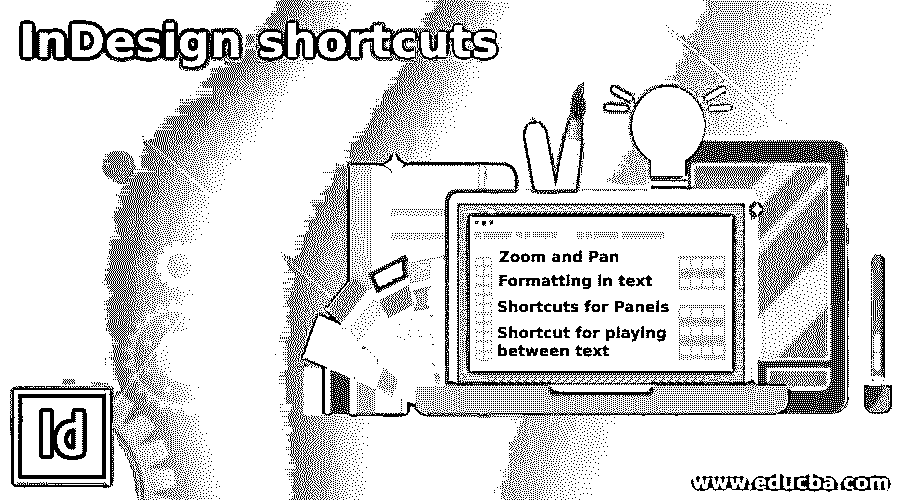 InDesign shortcuts
Zoom and Pan
Formatting in text
Shortcuts for Panels
Shortcut for playing
between text
Id
www.educba.com